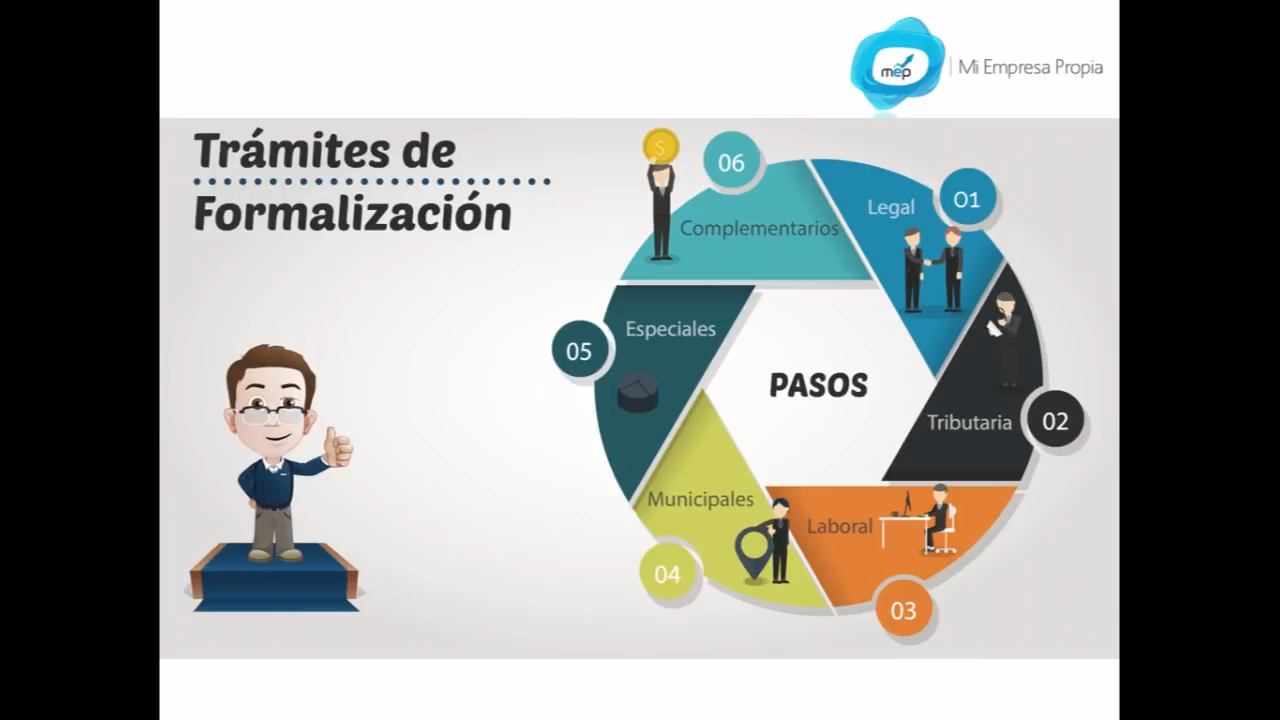 mep
Mi Empresa Propia
Trámites de
Formalización
$
06
Complementarios
Legal
01
Especiales
05
PASOS
Tributaria
02
Municipales
04
Laboral
03